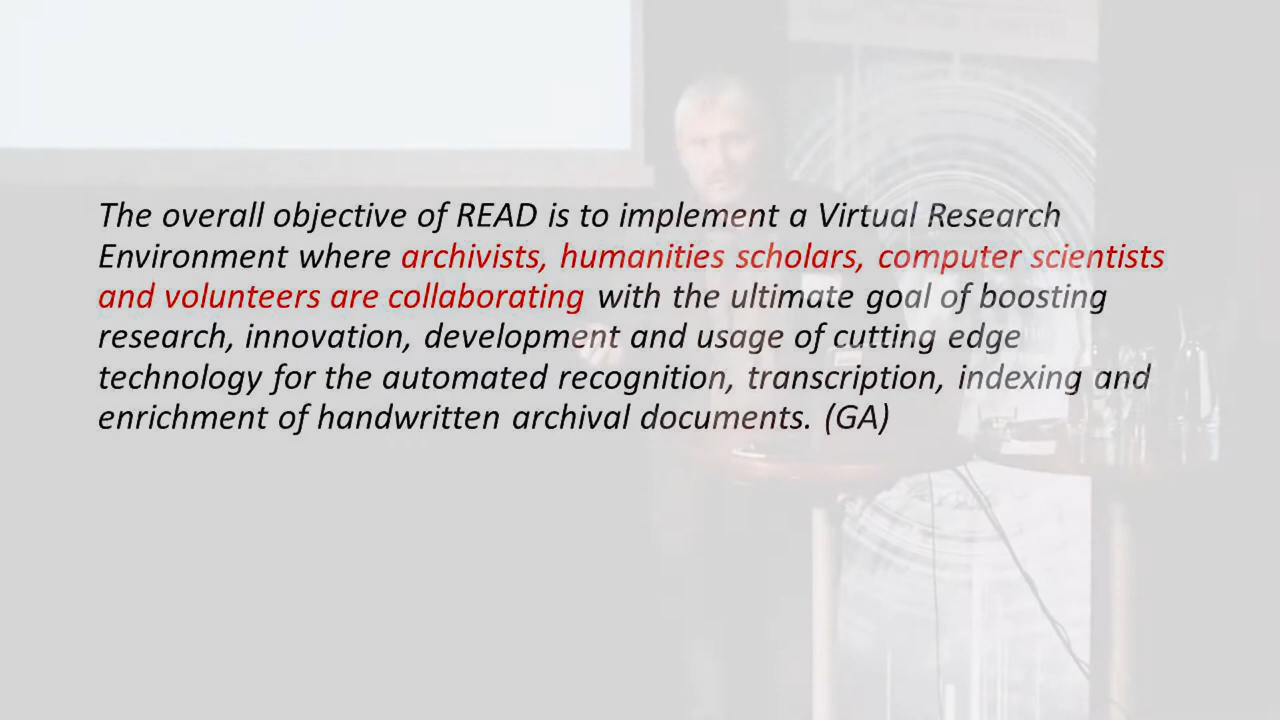 The overall objective of READ is to implement a Virtual Research
Environment where archivists, humanities scholars, computer scientists
and volunteers are collaborating with the ultimate goal of boosting
research, innovation, development and usage of cutting edge
technology for the automated recognition, transcription, indexing and
enrichment of handwritten archival documents. (GA)